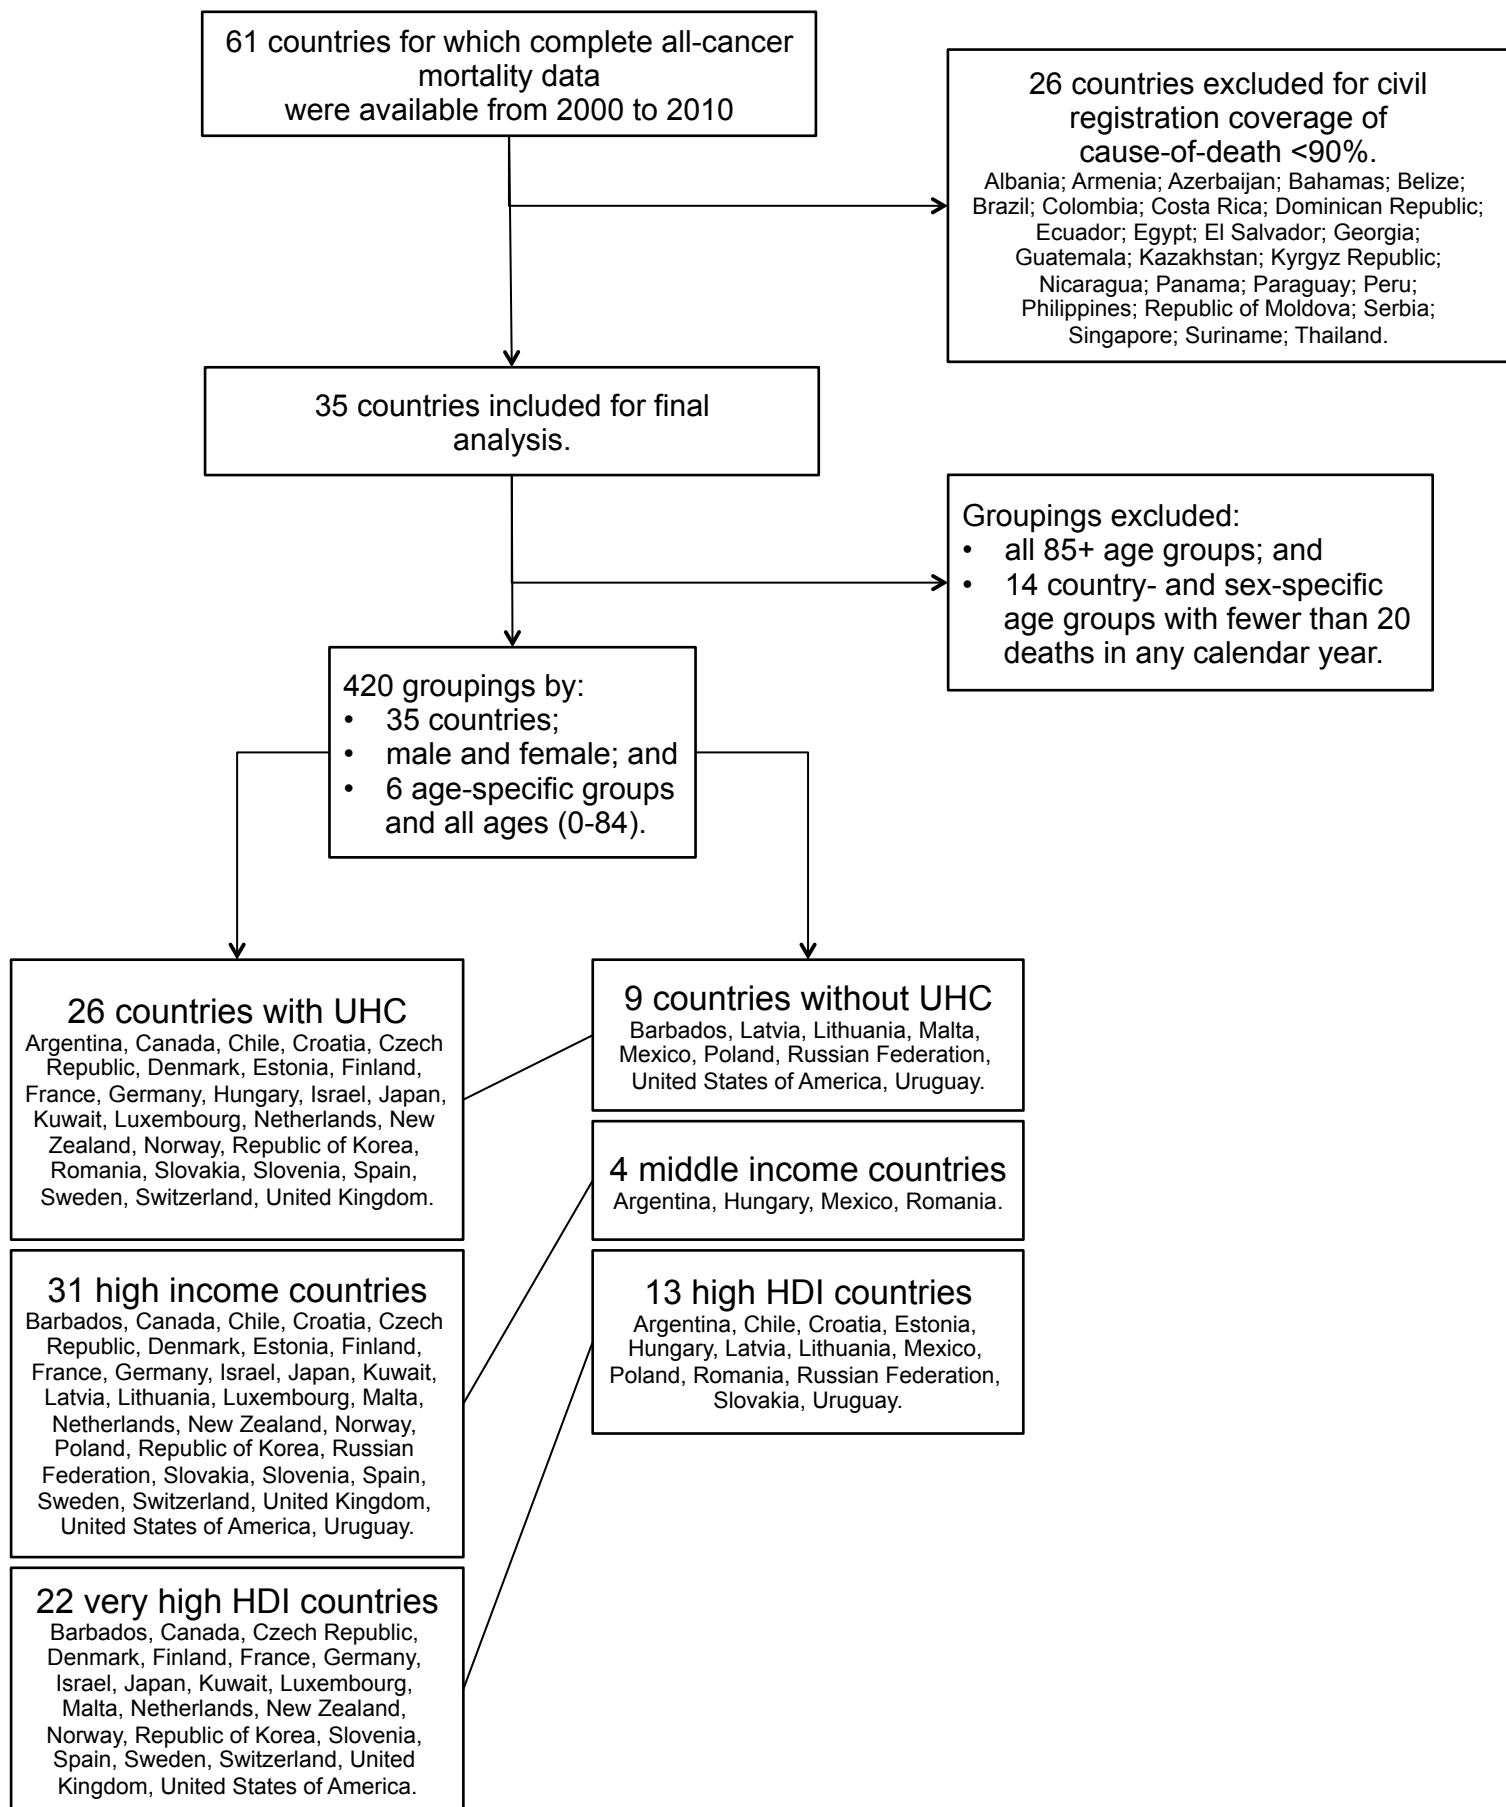 61 countries for which complete all-cancer
mortality data
were available from 2000 to 2010
26 countries excluded for civil
registration coverage of
cause-of-death <90%.
Albania; Armenia; Azerbaijan; Bahamas; Belize;
Brazil; Colombia; Costa Rica; Dominican Republic;
Ecuador; Egypt; El Salvador; Georgia;
Guatemala; Kazakhstan; Kyrgyz Republic;
Nicaragua; Panama; Paraguay; Peru;
Philippines; Republic of Moldova; Serbia;
Singapore; Suriname; Thailand.
35 countries included for final
analysis.
Groupings excluded:
• all 85+ age groups; and
• 14 country- and sex-specific
age groups with fewer than 20
deaths in any calendar year.
420 groupings by:
• 35 countries;
• male and female; and
• 6 age-specific groups
and all ages (0-84).
26 countries with UHC
Argentina, Canada, Chile, Croatia, Czech
Republic, Denmark, Estonia, Finland,
France, Germany, Hungary, Israel, Japan,
Kuwait, Luxembourg, Netherlands, New
Zealand, Norway, Republic of Korea,
Romania, Slovakia, Slovenia, Spain,
Sweden, Switzerland, United Kingdom.
9 countries without UHC
Barbados, Latvia, Lithuania, Malta,
Mexico, Poland, Russian Federation,
United States of America, Uruguay.
31 high income countries
Barbados, Canada, Chile, Croatia, Czech
Republic, Denmark, Estonia, Finland,
France, Germany, Israel, Japan, Kuwait,
Latvia, Lithuania, Luxembourg, Malta,
Netherlands, New Zealand, Norway,
Poland, Republic of Korea, Russian
Federation, Slovakia, Slovenia, Spain,
Sweden, Switzerland, United Kingdom,
United States of America, Uruguay.
4 middle income countries
Argentina, Hungary, Mexico, Romania.
22 very high HDI countries
Barbados, Canada, Czech Republic,
Denmark, Finland, France, Germany,
Israel, Japan, Kuwait, Luxembourg,
Malta, Netherlands, New Zealand,
Norway, Republic of Korea, Slovenia,
Spain, Sweden, Switzerland, United
Kingdom, United States of America.
13 high HDI countries
Argentina, Chile, Croatia, Estonia,
Hungary, Latvia, Lithuania, Mexico,
Poland, Romania, Russian Federation,
Slovakia, Uruguay.